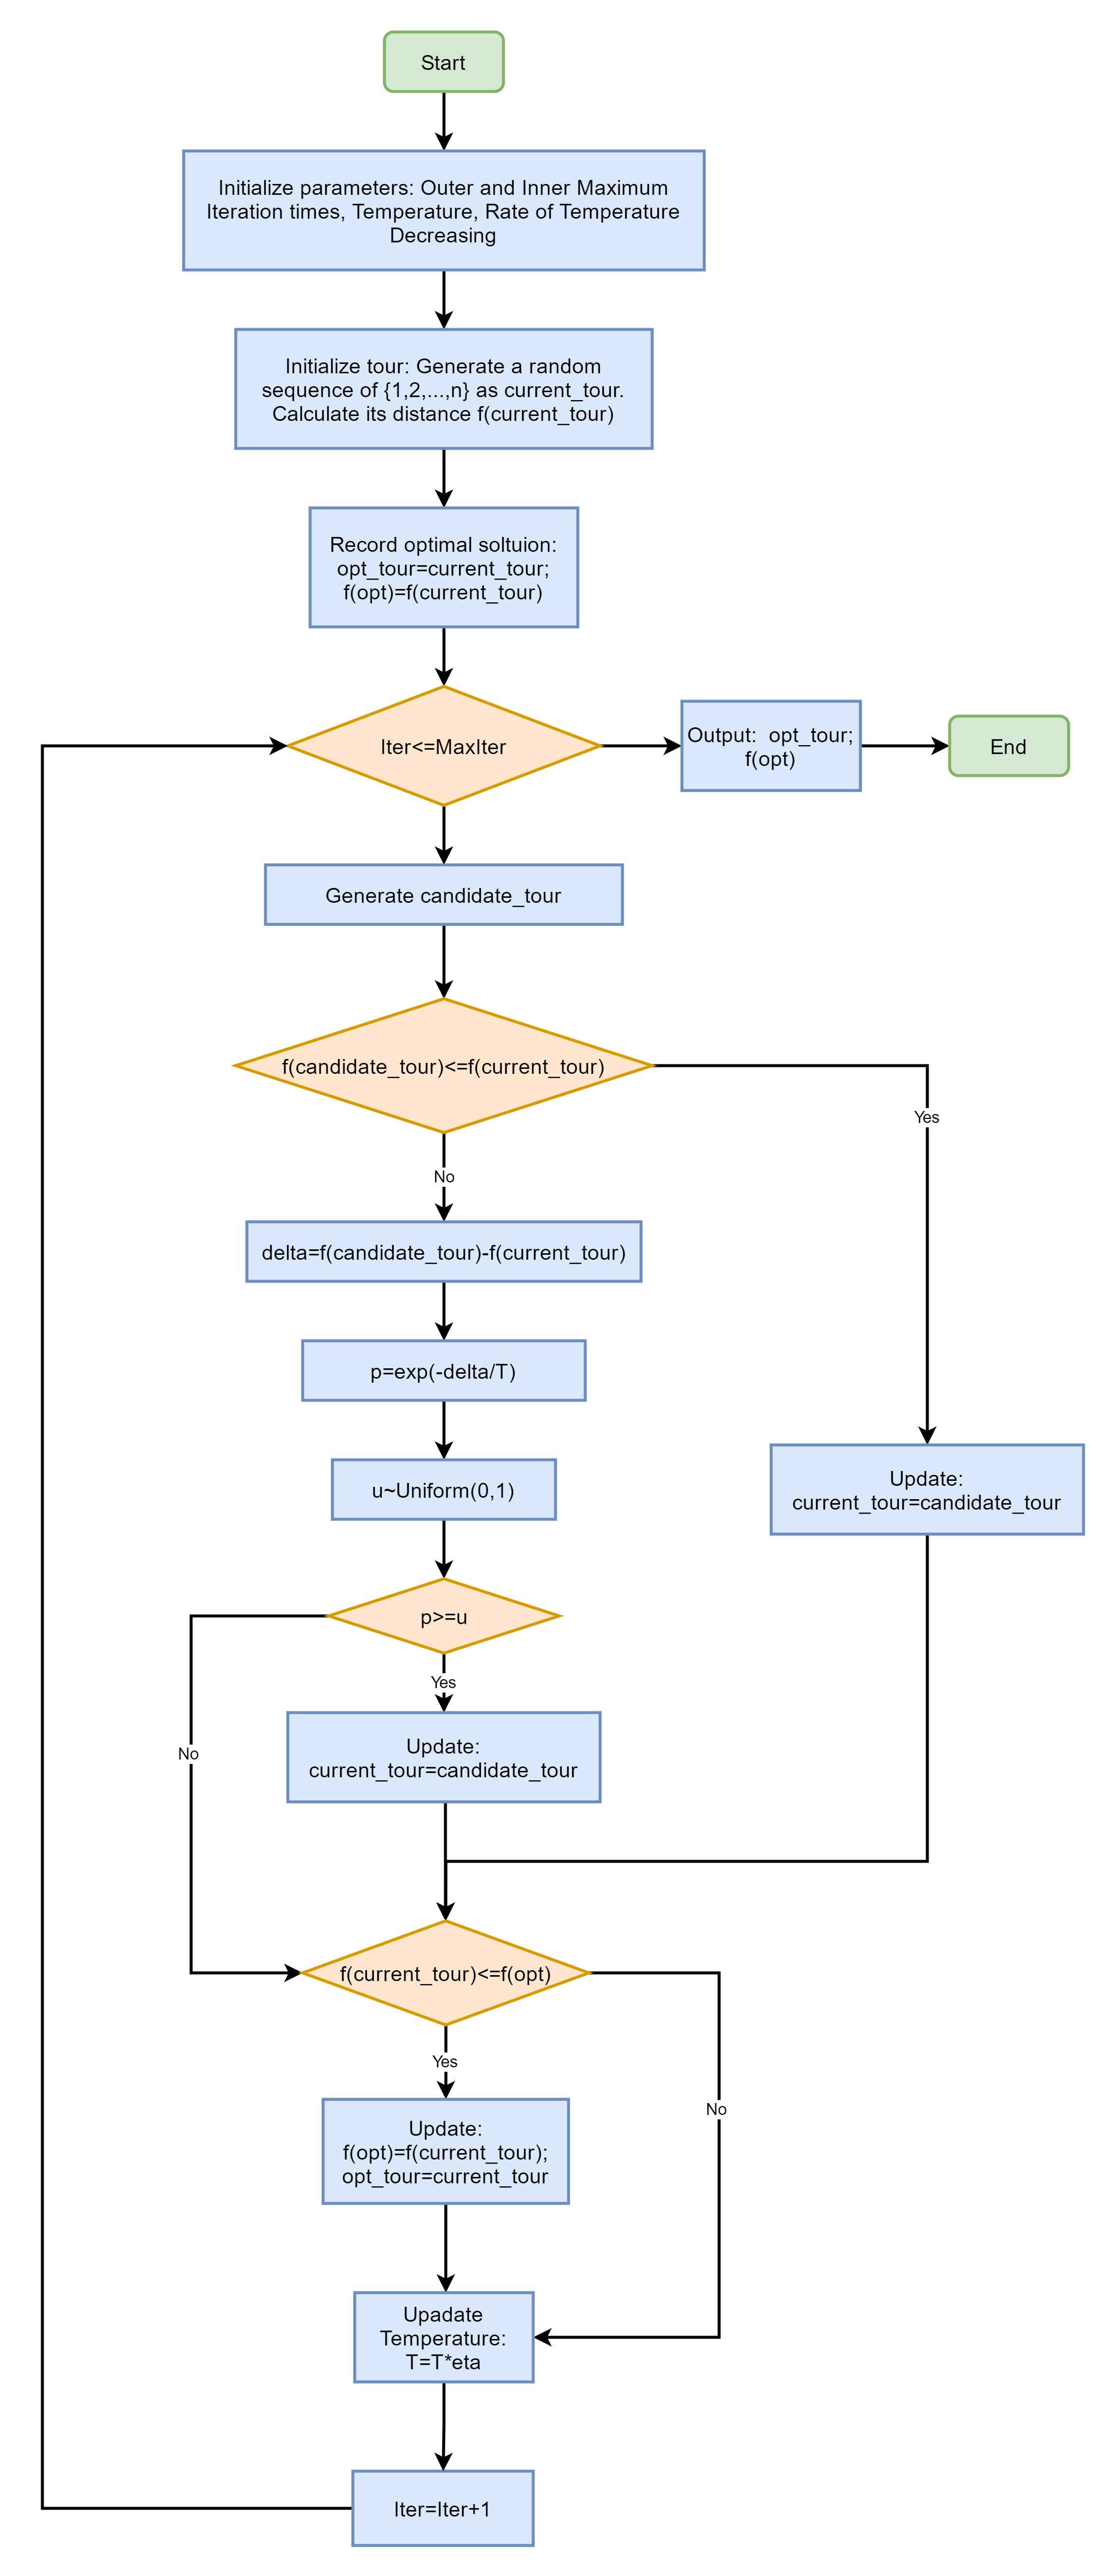 Start
Initialize parameters: Outer and Inner Maximum
Iteration times, Temperature, Rate of Temperature
Decreasing
Initialize tour: Generate a random
sequence of {1,2,...,n} as current_tour.
Calculate its distance f(current_tour)
Record optimal soltuion:
opt_tour=current_tour;
f(opt)=f(current_tour)
Iter<=MaxIter
Output:  opt_tour;
f(opt)
End
Generate candidate_tour
f(candidate_tour)<=f(current_tour)
Yes
No
delta=f(candidate_tour)-f(current_tour)
p=exp(-delta/T)
u~Uniform(0,1)
Update:
current_tour=candidate_tour
p>=u
Yes
No
Update:
current_tour=candidate_tour
f(current_tour)<=f(opt)
Yes
No
Update:
f(opt)=f(current_tour);
opt_tour=current_tour
Upadate
Temperature:
T=T*eta
Iter=Iter+1